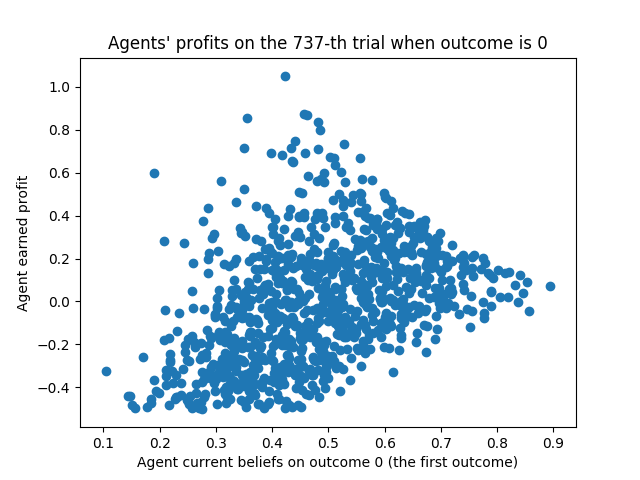 Agents' profits on the 737-th trial when outcome is 0
Agent earned profit
1.0
0.8
0.6
0.4
0.2
0.0
−0.2
−0.4
0.1 0.2 0.3 0.4 0.5 0.6 0.7 0.8 0.9
Agent current beliefs on outcome 0 (the first outcome)